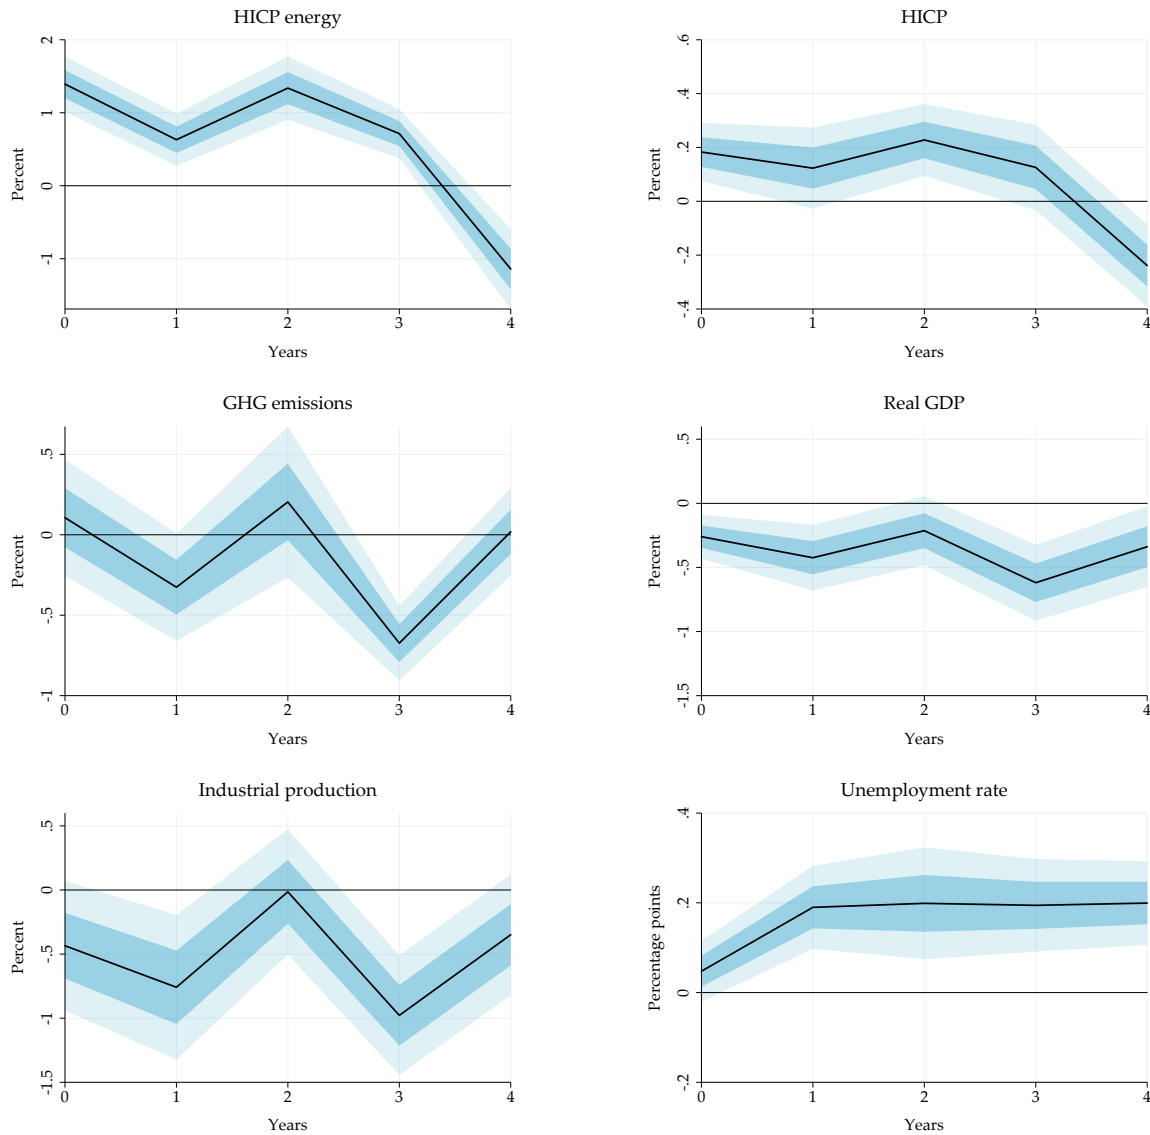 HICP energy
2
1
0
-1
Percent
0 1 2 3 4
Years
HICP
.6
.4
.2
0
-.2
-.4
Percent
0 1 2 3 4
Years
GHG emissions
.5
0
-.5
-1
Percent
0 1 2 3 4
Years
Real GDP
.5
0
-.5
-1
-1.5
Percent
0 1 2 3 4
Years
Industrial production
.5
0
-.5
-1
-1.5
Percent
0 1 2 3 4
Years
Unemployment rate
.4
.2
0
-.2
Percentage points
0 1 2 3 4
Years